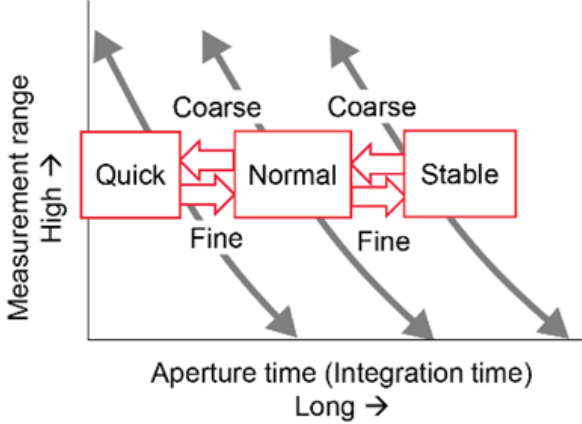 Measurement range
High →
Coarse
Coarse
Quick
Normal
Stable
Fine
Fine
Aperture time (Integration time)
Long →